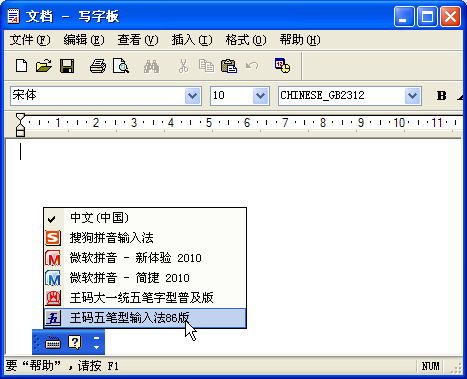 文档 - 写字板
文件(F) 编辑(E) 查看(V) 插入(I) 格式(O) 帮助(H)
宋体 10 CHINESE_GB2312 B
1 2 3 4 5 6 7 8 9 10 11
中文(中国)
搜狗拼音输入法
微软拼音 - 新体验 2010
微软拼音 - 简捷 2010
王码大一统五笔字型普及版
王码五笔型输入法86版
要“帮助”，请按 F1 NUM